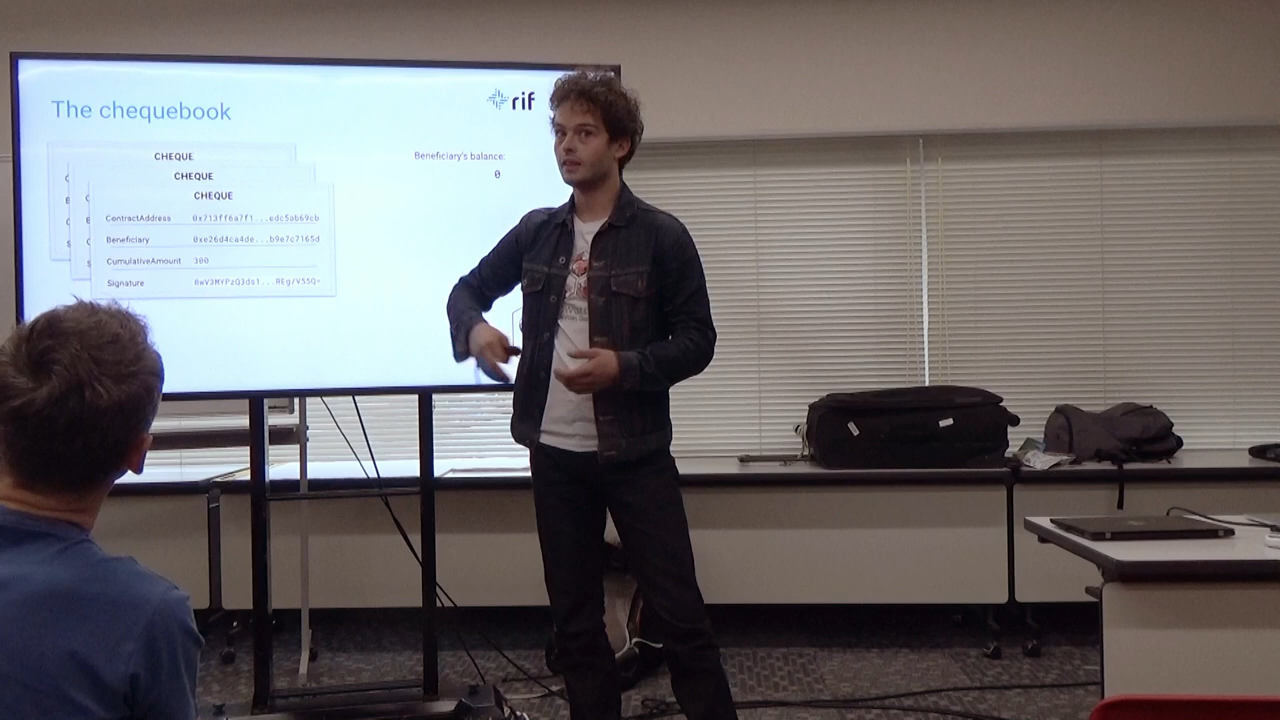 The chequebook
rif
CHEQUE
CHEQUE
CHEQUE
Beneficiary's balance:
0
ContractAddress 0x713ff6a7f1...edc5ab69cb
Beneficiary 0xe26d4ca4de...b9e7c7165d
CumulativeAmount 300
Signature